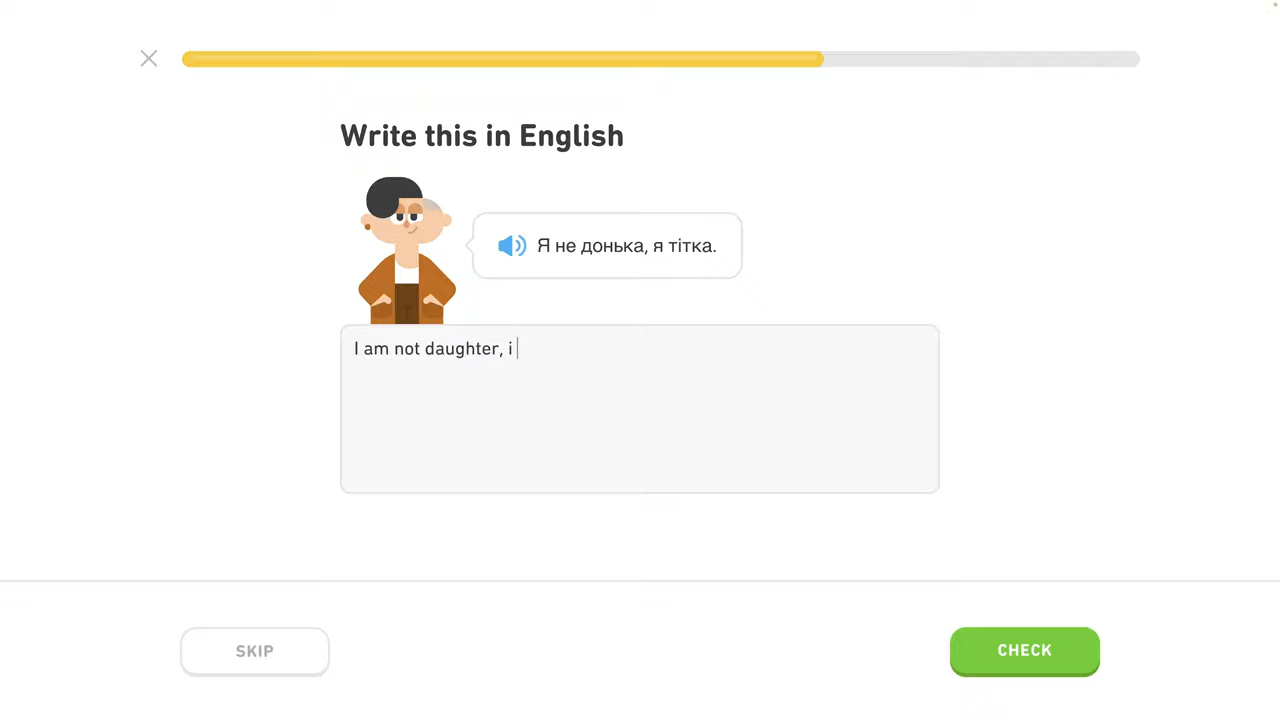 Write this in English
Я не донька, я тітка.
I am not daughter, i
SKIP
CHECK